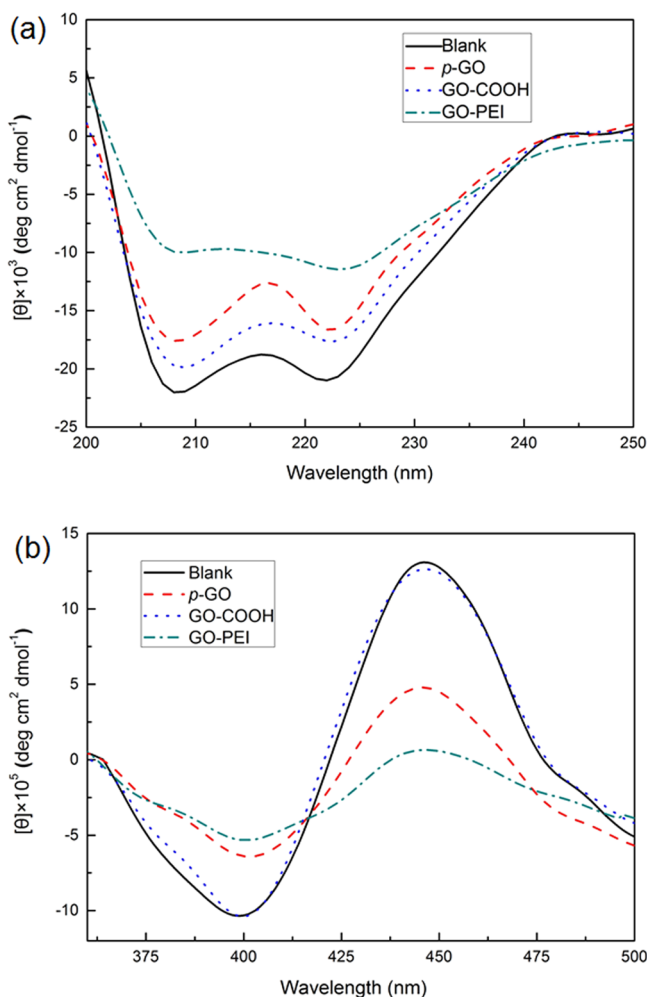 (a)
10
5
0
-5
-10
-15
-20
-25
[θ]×10³ (deg cm² dmol⁻¹)
Blank
p-GO
GO-COOH
GO-PEI
200 210 220 230 240 250
Wavelength (nm)
(b)
15
10
5
0
-5
-10
[θ]×10⁵ (deg cm² dmol⁻¹)
Blank
p-GO
GO-COOH
GO-PEI
375 400 425 450 475 500
Wavelength (nm)